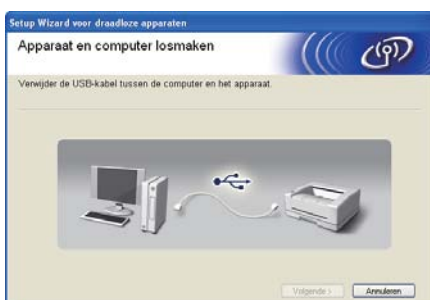 Setup Wizard voor draadloze apparaten
Apparaat en computer losmaken
Verwijder de USB-kabel tussen de computer en het apparaat.
Volgende >
Annuleren